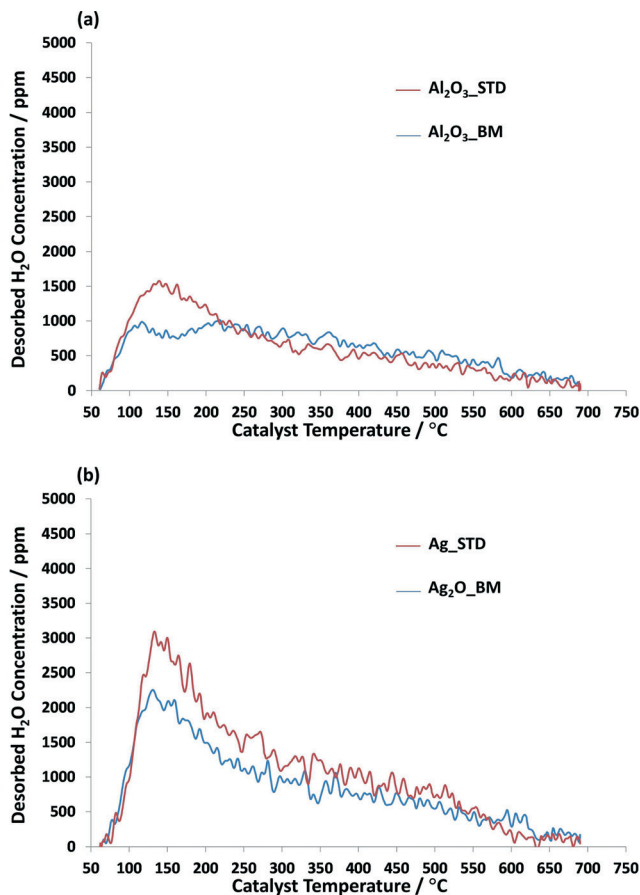 (a)
5000
4500
4000
3500
3000
2500
2000
1500
1000
500
0
Desorbed H₂O Concentration / ppm
Al₂O₃_STD
Al₂O₃_BM
50 100 150 200 250 300 350 400 450 500 550 600 650 700 750
Catalyst Temperature / °C
(b)
5000
4500
4000
3500
3000
2500
2000
1500
1000
500
0
Desorbed H₂O Concentration / ppm
Ag_STD
Ag₂O_BM
50 100 150 200 250 300 350 400 450 500 550 600 650 700 750
Catalyst Temperature / °C